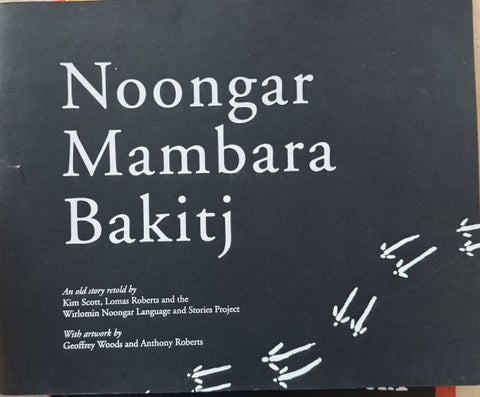 Noongar
Mambara
Bakitj
An old story retold by
Kim Scott, Lomas Roberts and the
Wirlomin Noongar Language and Stories Project
With artwork by
Geoffrey Woods and Anthony Roberts